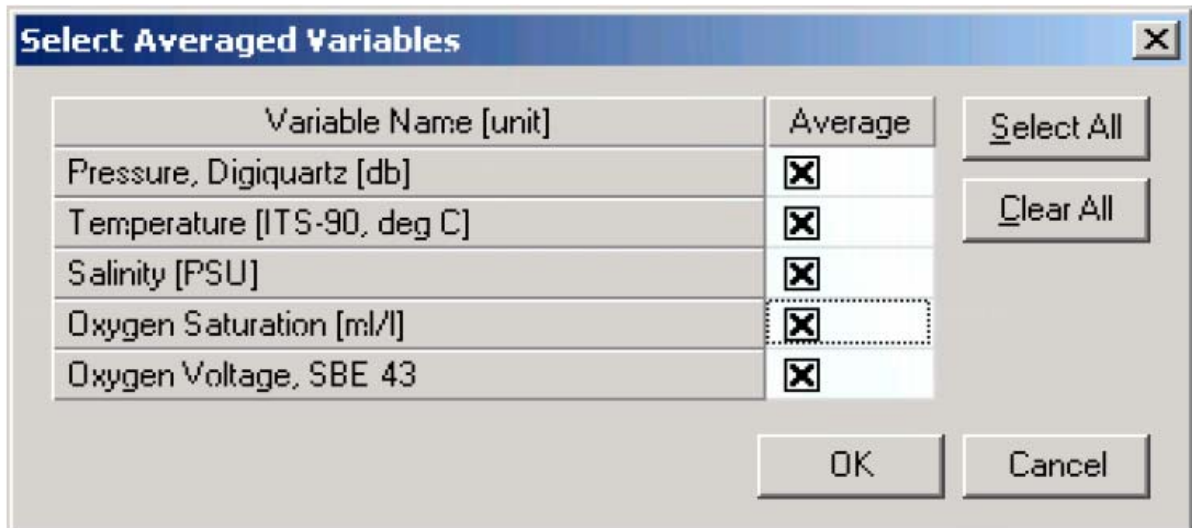 Select Averaged Variables
Variable Name [unit] Average
Select All
Pressure, Digiquartz [db]
Temperature [ITS-90, deg C]
Clear All
Salinity [PSU]
Oxygen Saturation [ml/l]
Oxygen Voltage, SBE 43
OK Cancel